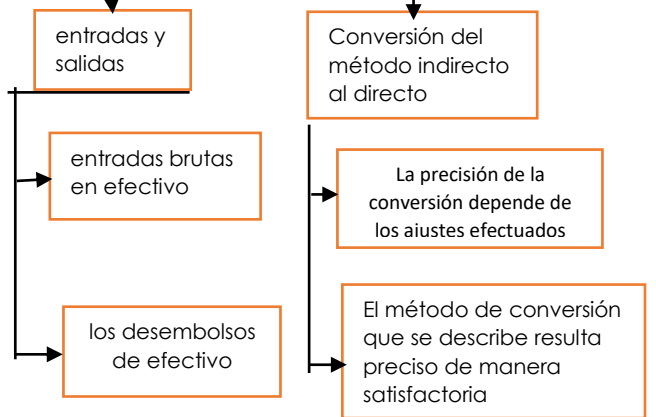 entradas y
salidas
Conversión del
método indirecto
al directo
entradas brutas
en efectivo
La precisión de la
conversión depende de
los aiustes efectuados
los desembolsos
de efectivo
El método de conversión
que se describe resulta
preciso de manera
satisfactoria